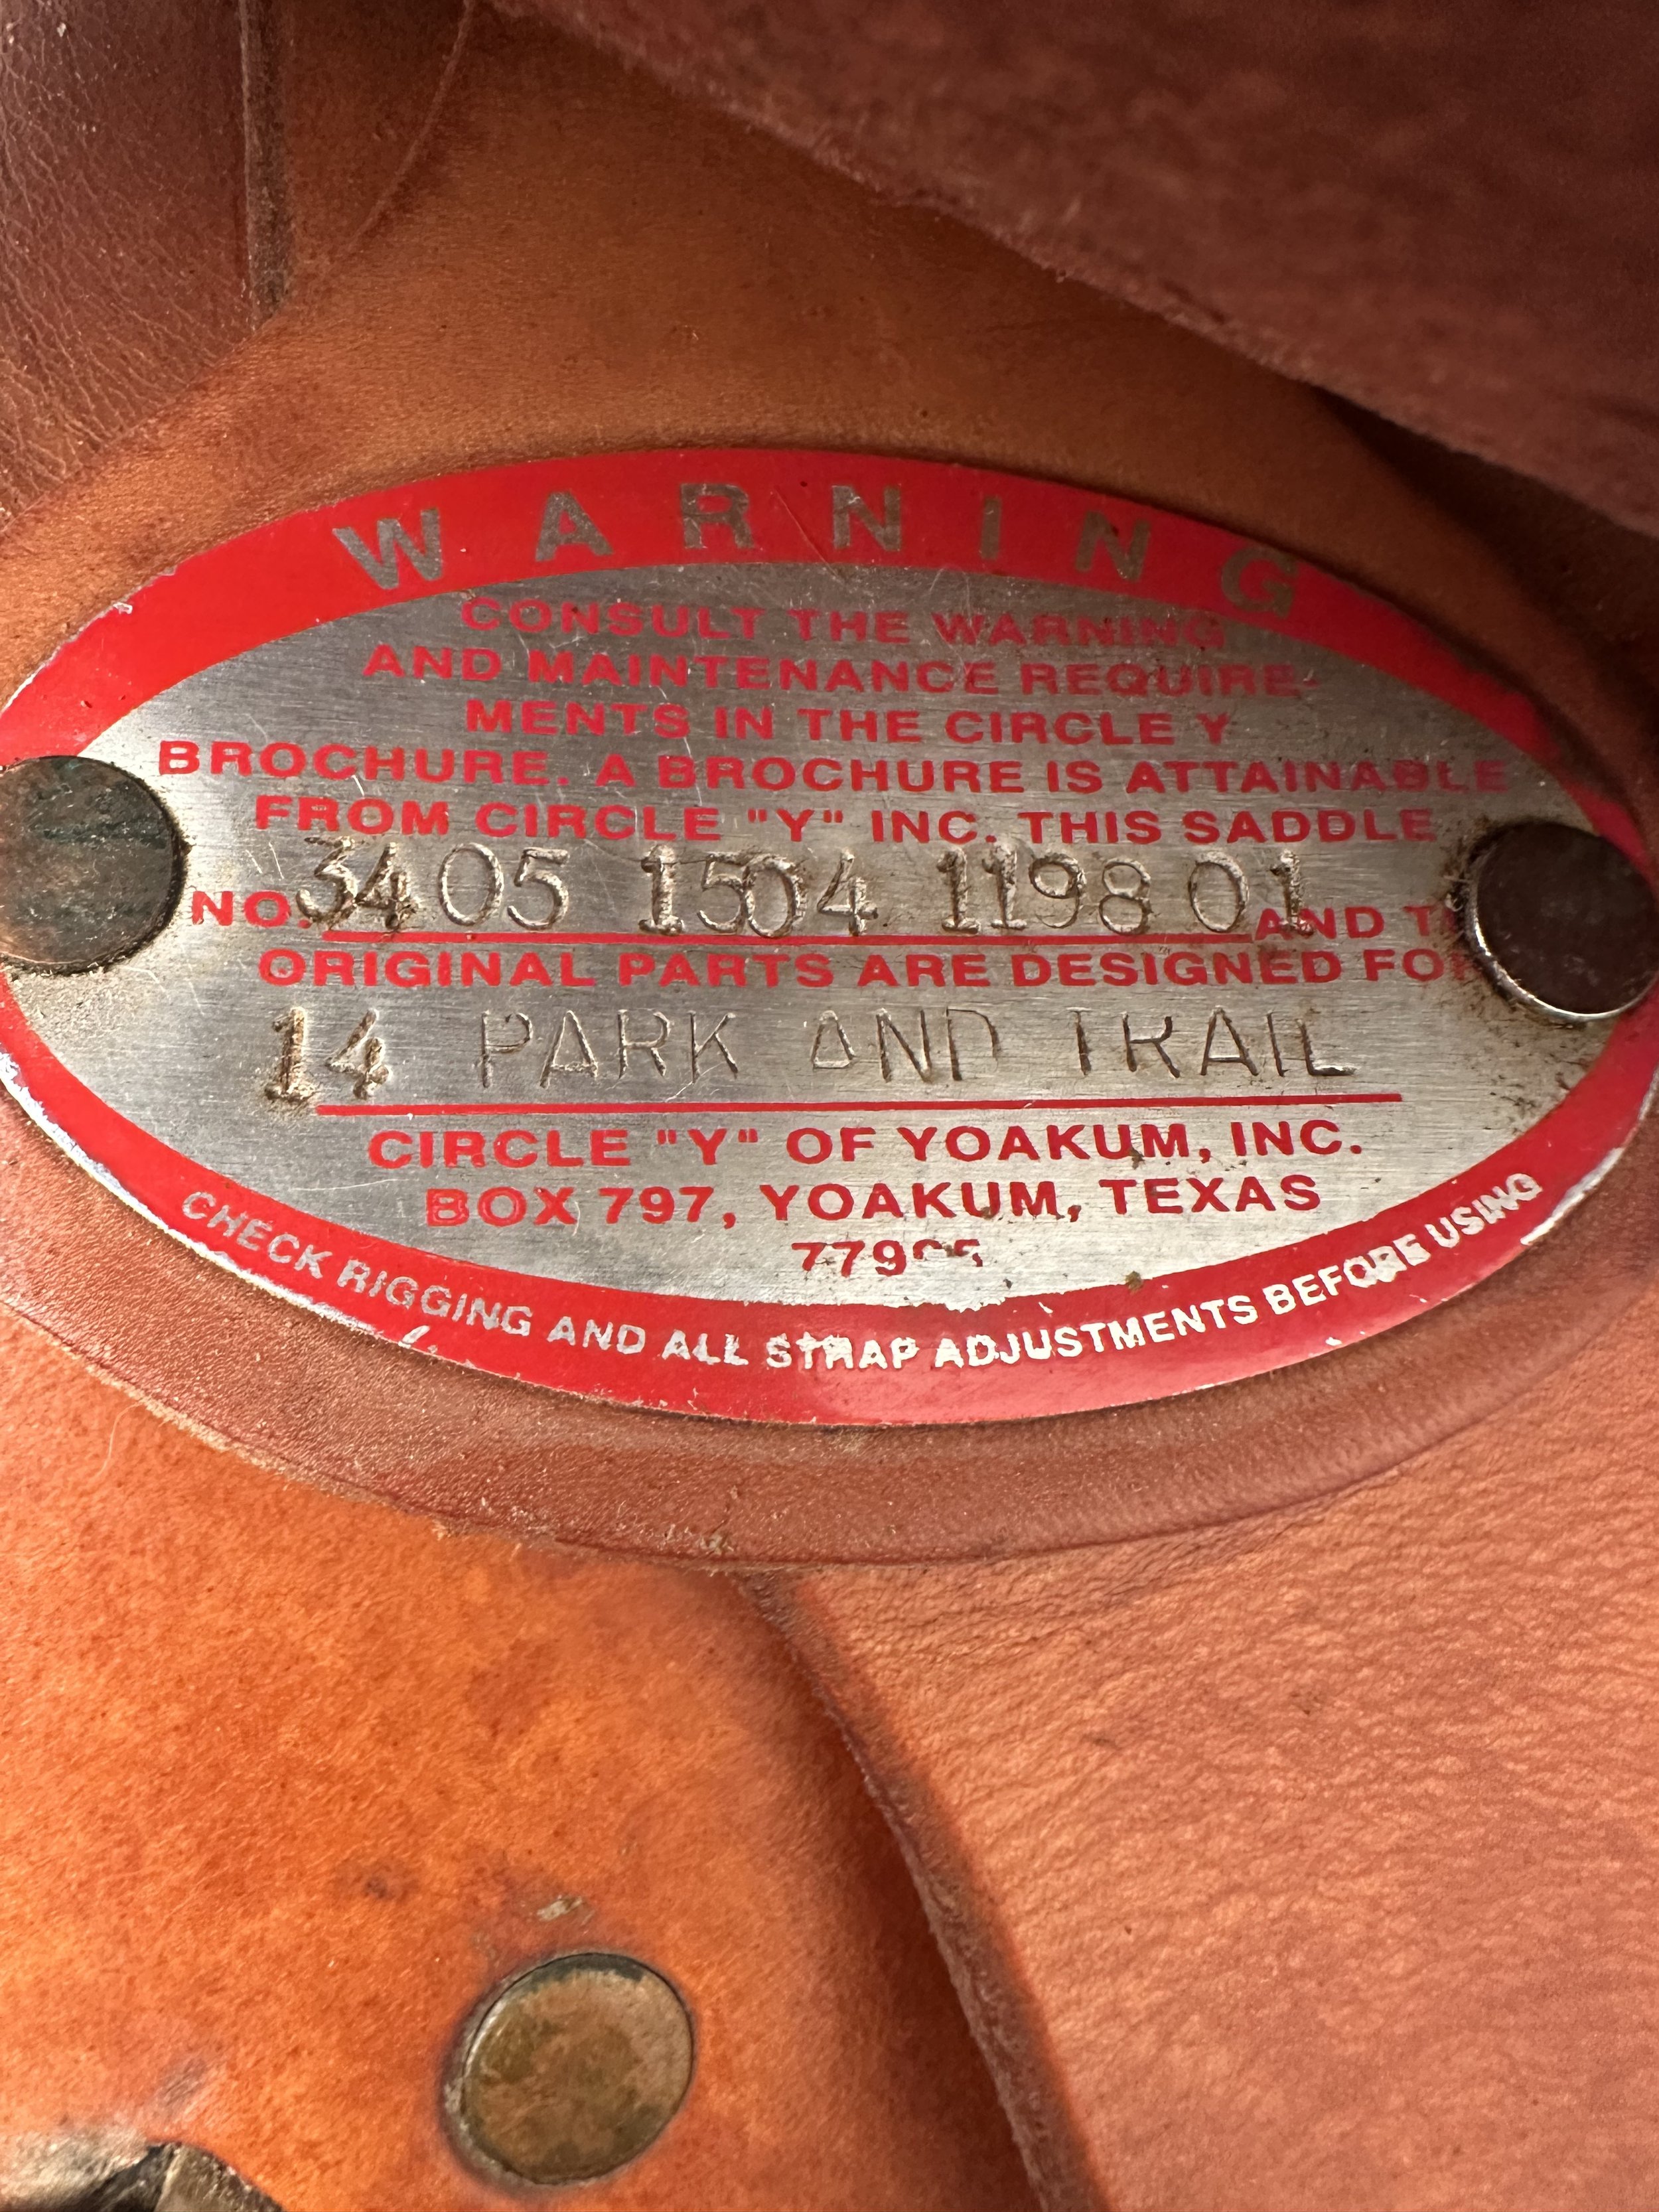 WARNING
CONSULT THE WARNING
AND MAINTENANCE REQUIRE-
MENTS IN THE CIRCLE Y
BROCHURE. A BROCHURE IS ATTAINABLE
FROM CIRCLE "Y" INC. THIS SADDLE
NO. 3405 1504 1198 01 AND
ORIGINAL PARTS ARE DESIGNED FOR
14 PARK AND TRAIL
CIRCLE "Y" OF YOAKUM, INC.
BOX 797, YOAKUM, TEXAS
CHECK RIGGING AND ALL STRAP ADJUSTMENTS BEFORE USING